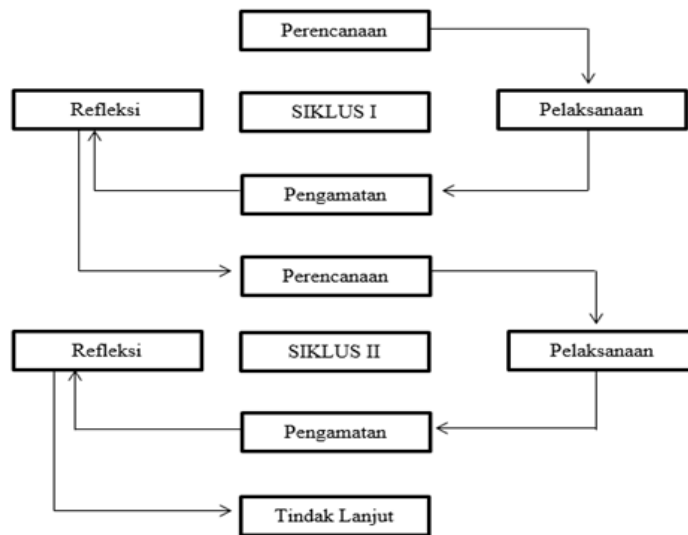 Perencanaan
Refleksi
SIKLUS I
Pelaksanaan
Pengamatan
Perencanaan
Refleksi
SIKLUS II
Pelaksanaan
Pengamatan
Tindak Lanjut